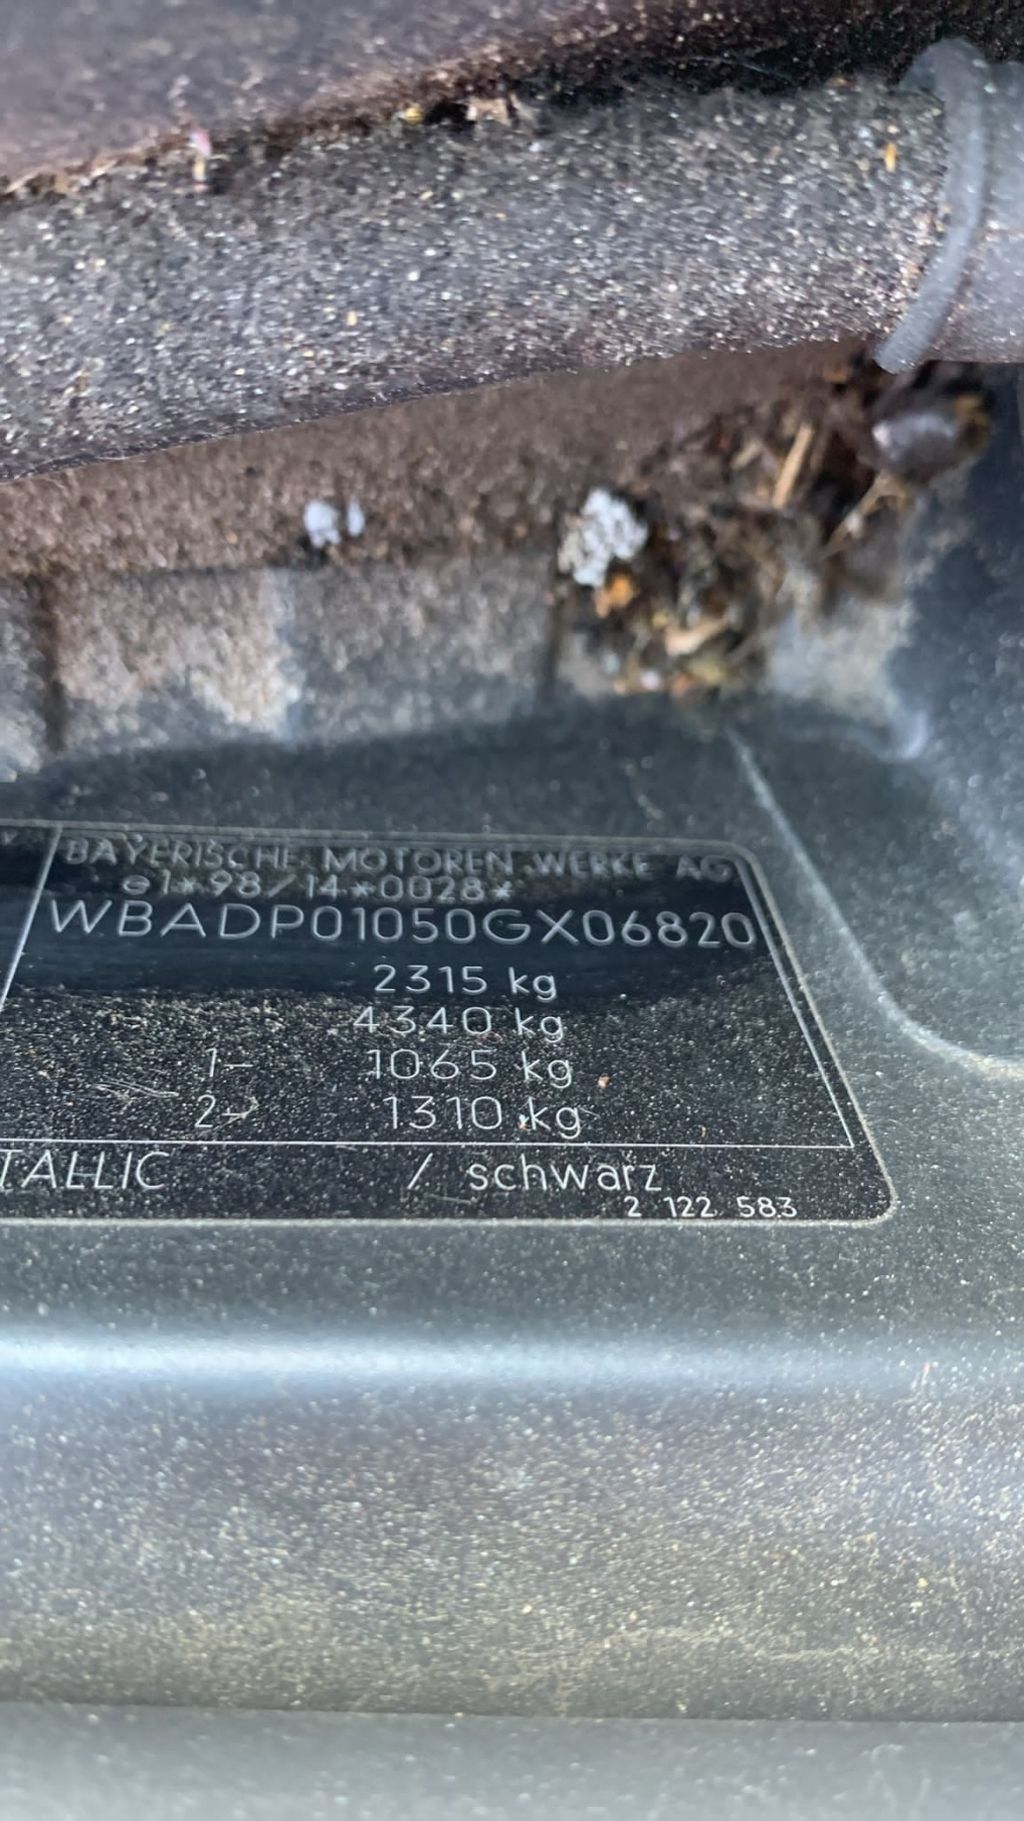 BAYERISCHE MOTOREN WERKE AG
e1*98/14*0028*
WBADP01050GX06820
2315 kg
4340 kg
1- 1065 kg
2- 1310 kg
TALLIC / schwarz
2 122 583